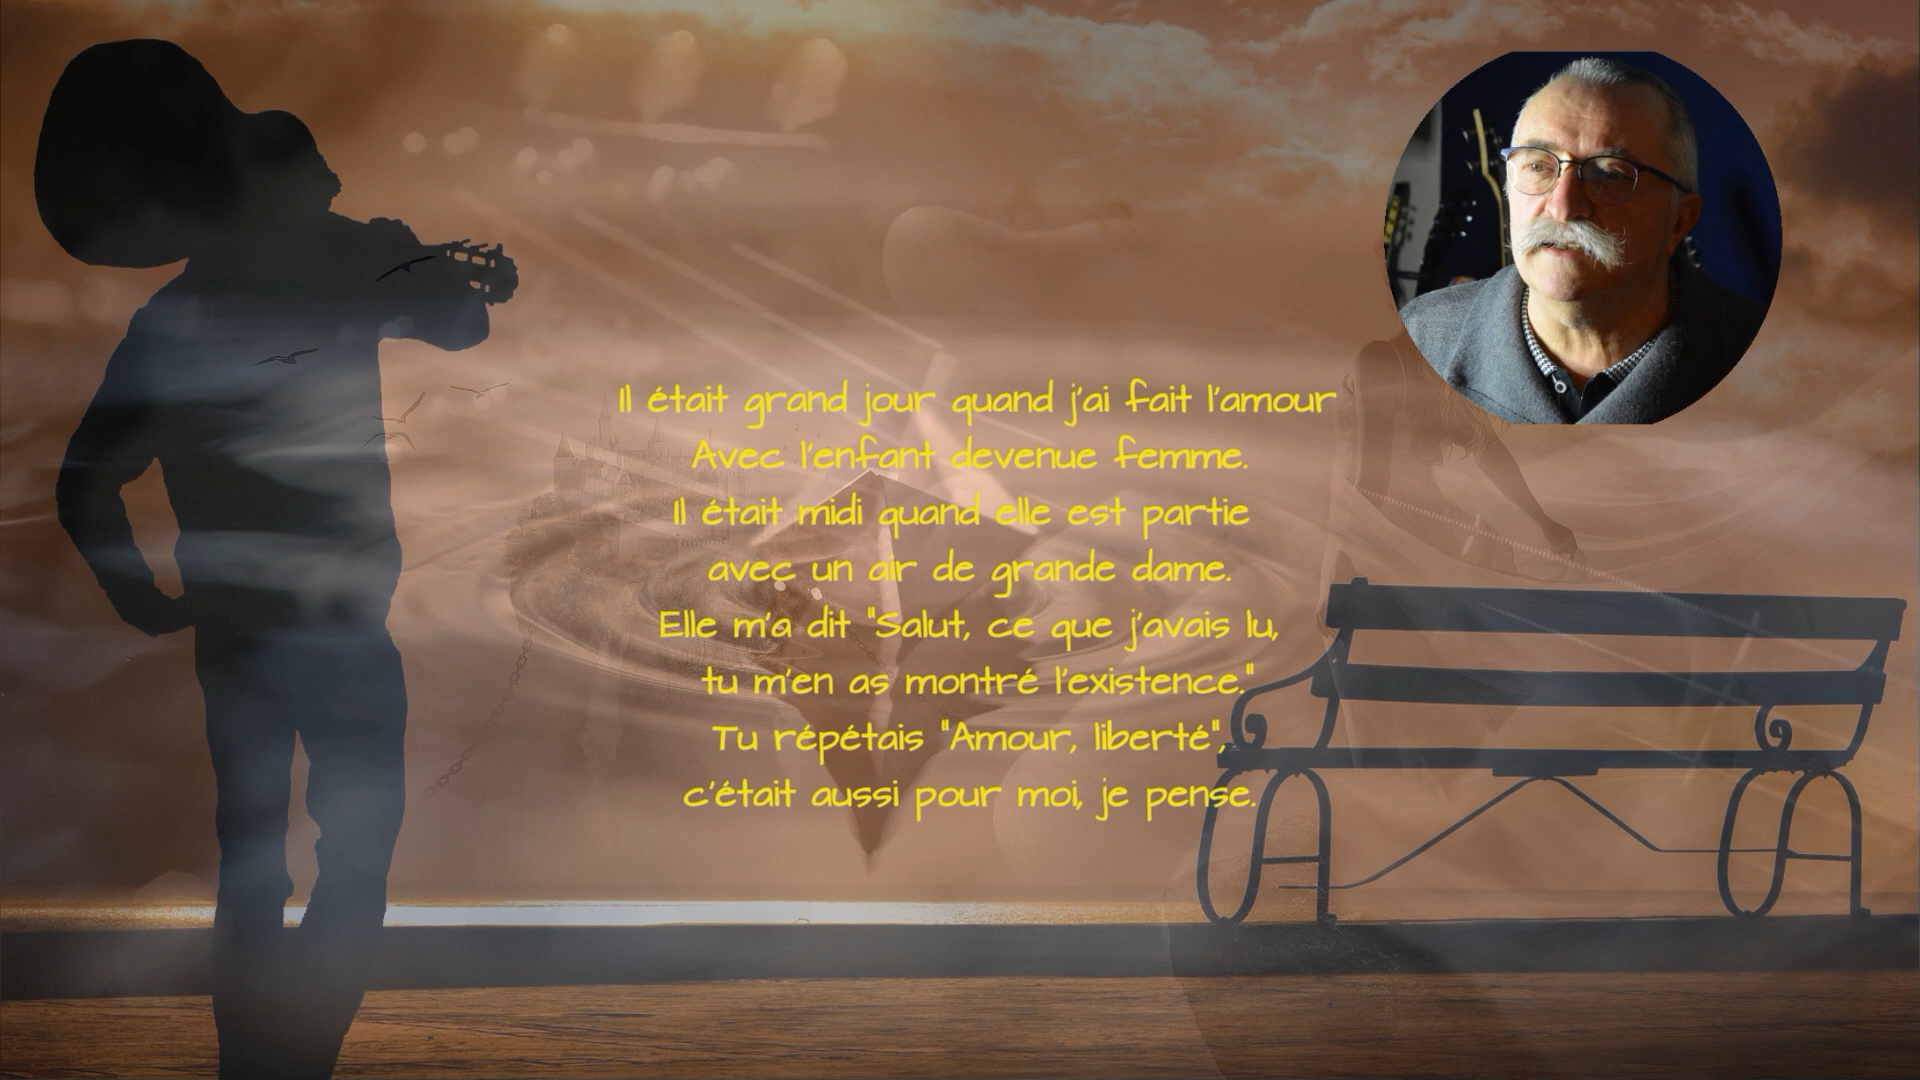 Il était grand jour quand j'ai fait l'amour
Avec l'enfant devenue femme.
Il était midi quand elle est partie
avec un air de grande dame.
Elle m'a dit "Salut, ce que j'avais lu,
tu m'en as montré l'existence."
Tu répétais "Amour, liberté",
c'était aussi pour moi, je pense.